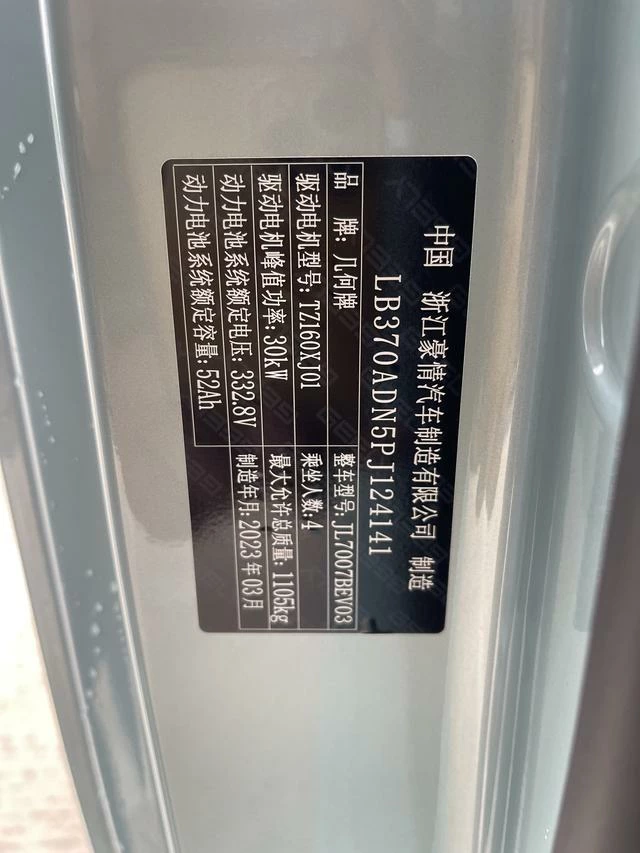 中国 浙江豪情汽车制造有限公司 制造
LB370ADN5PJ124141
品 牌: 几何牌
整车型号: JL7007BEV03
驱动电机型号: TZ160XJ01
乘坐人数: 4
驱动电机峰值功率: 30kW
最大允许总质量: 1105kg
动力电池系统额定电压: 332.8V
制造年月: 2023年03月
动力电池系统额定容量: 52Ah